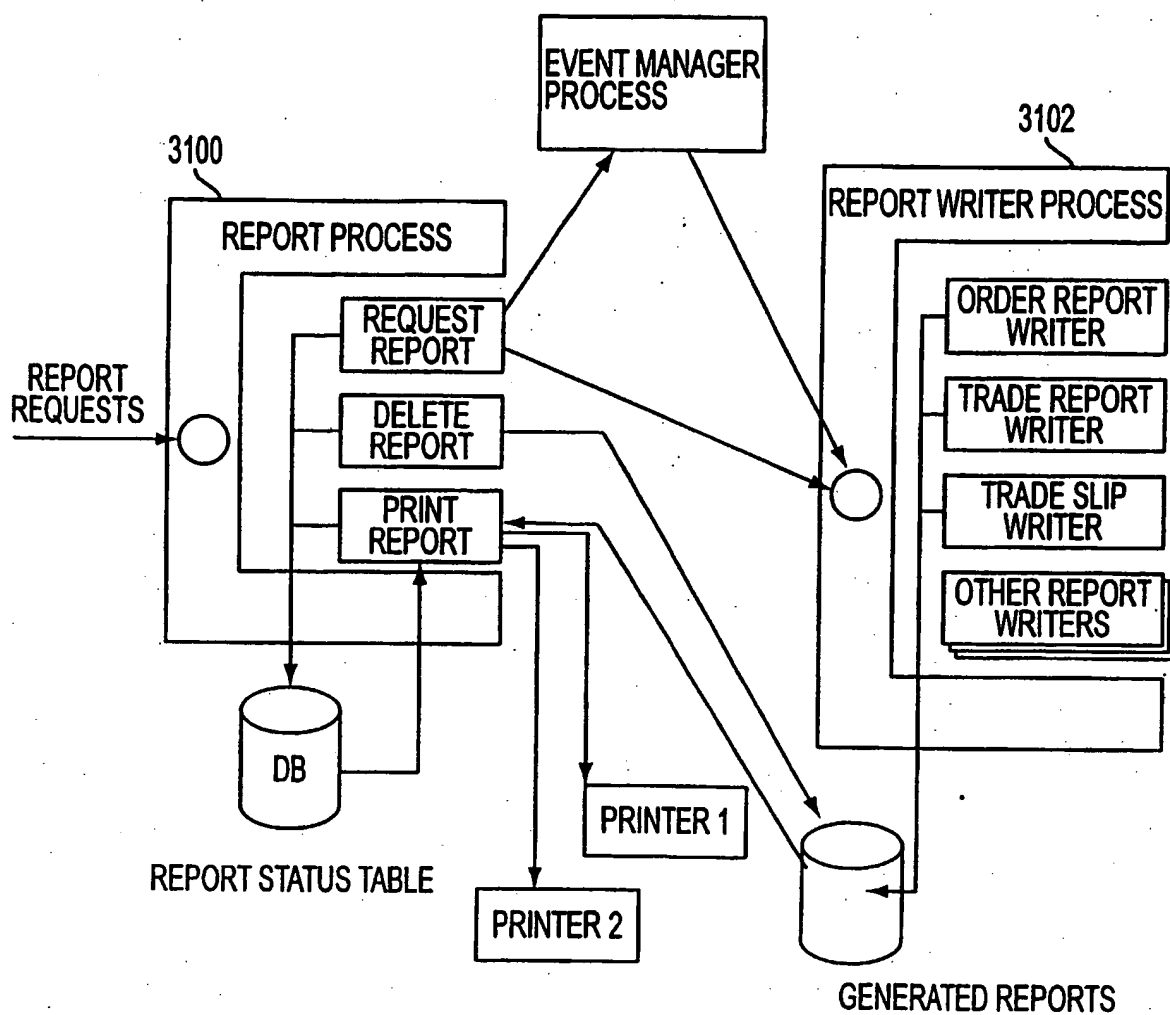 EVENT MANAGER
PROCESS
3100
3102
REPORT PROCESS
REPORT WRITER PROCESS
REQUEST
REPORT
ORDER REPORT
WRITER
REPORT
REQUESTS
DELETE
REPORT
TRADE REPORT
WRITER
PRINT
REPORT
TRADE SLIP
WRITER
OTHER REPORT
WRITERS
DB
PRINTER 1
REPORT STATUS TABLE
PRINTER 2
GENERATED REPORTS